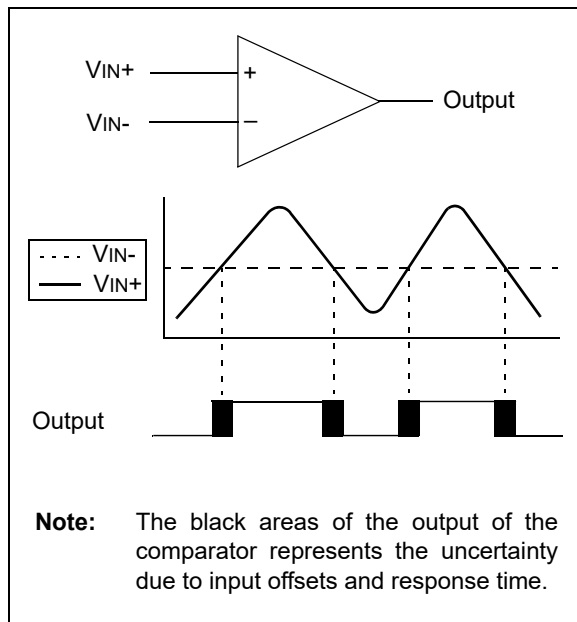 VIN+
+
Output
VIN-
–
VIN-
VIN+
Output
Note: The black areas of the output of the
comparator represents the uncertainty
due to input offsets and response time.